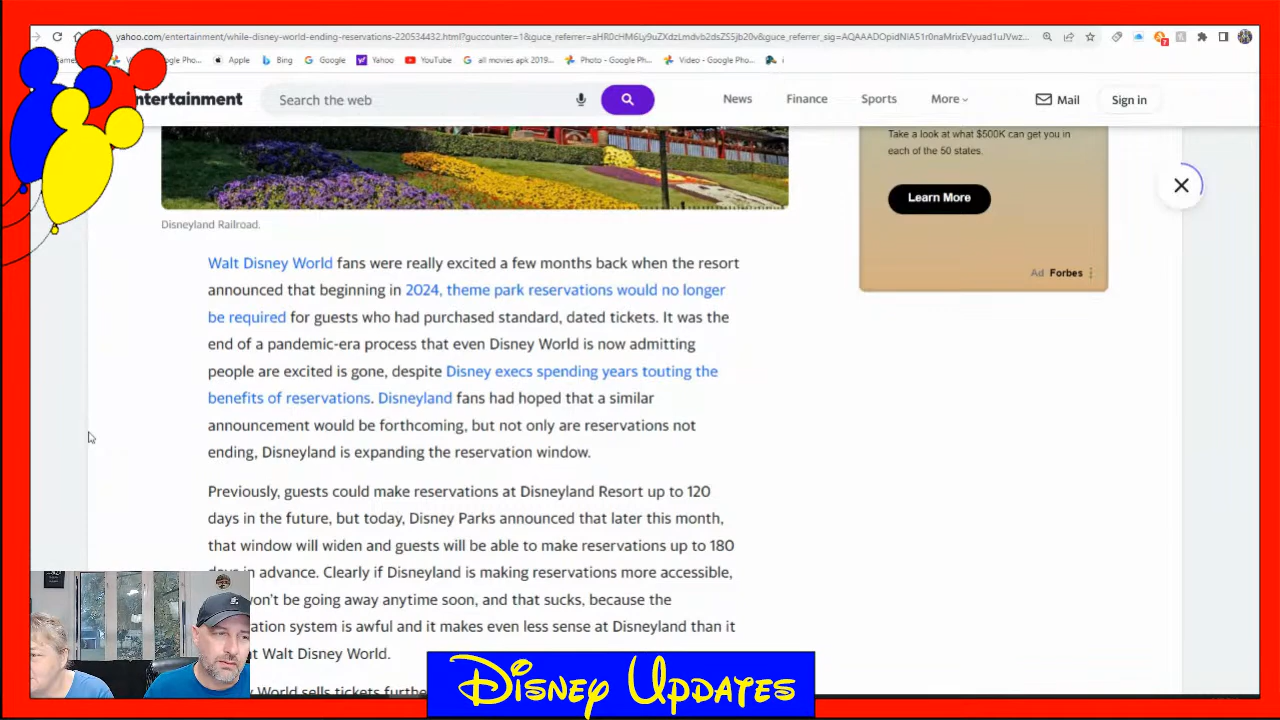 yahoo.com/entertainment/while-disney-world-ending-reservations-220534432.html?guccounter=1&guce_referrer=
Apple Bing Google Yahoo YouTube all movies apk 2019... Photo - Google Ph... Video - Google Pho...
entertainment Search the web News Finance Sports More Mail Sign in
Take a look at what $500K can get you in
each of the 50 states.
Learn More
Ad Forbes
Disneyland Railroad.
Walt Disney World fans were really excited a few months back when the resort
announced that beginning in 2024, theme park reservations would no longer
be required for guests who had purchased standard, dated tickets. It was the
end of a pandemic-era process that even Disney World is now admitting
people are excited is gone, despite Disney execs spending years touting the
benefits of reservations. Disneyland fans had hoped that a similar
announcement would be forthcoming, but not only are reservations not
ending, Disneyland is expanding the reservation window.
Previously, guests could make reservations at Disneyland Resort up to 120
days in the future, but today, Disney Parks announced that later this month,
that window will widen and guests will be able to make reservations up to 180
in advance. Clearly if Disneyland is making reservations more accessible,
won't be going away anytime soon, and that sucks, because the
ation system is awful and it makes even less sense at Disneyland than it
Walt Disney World.
World sells tickets
Disney Updates